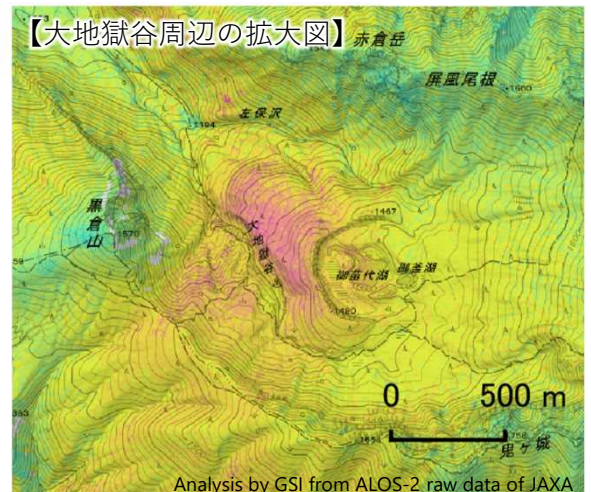 【大地獄谷周辺の拡大図】
赤倉岳
屏風尾根
1600
左保沢
1394
黒倉山
1570
1467
大地獄谷
御苗代湖
御釜湖
1480
0 500 m
鬼ヶ城
Analysis by GSI from ALOS-2 raw data of JAXA